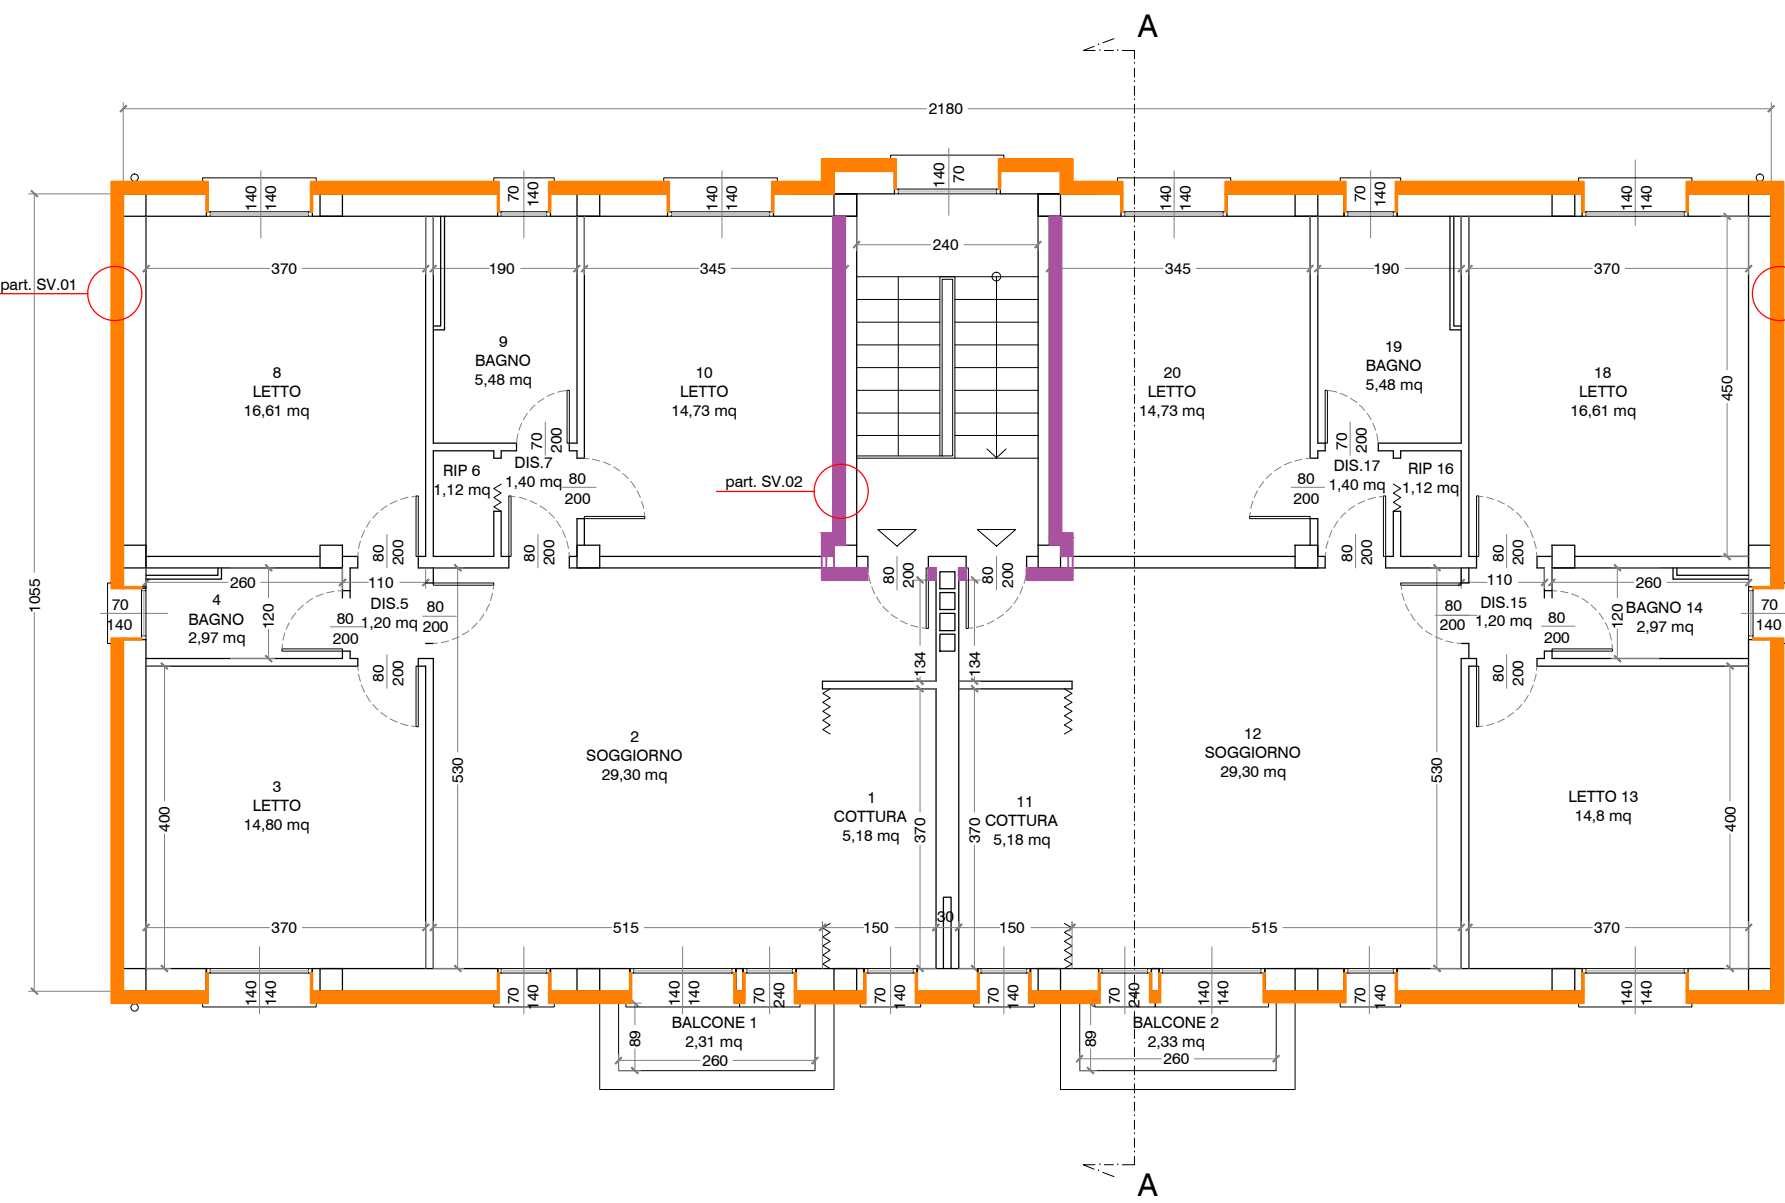 A
2180
140
70
140
140
70
140
140
140
140
140
70
140
140
140
240
370
190
345
345
190
370
part. SV.01
9
BAGNO
5,48 mq
19
BAGNO
5,48 mq
8
LETTO
16,61 mq
10
LETTO
14,73 mq
20
LETTO
14,73 mq
18
LETTO
16,61 mq
450
70
200
70
200
RIP 6
1,12 mq
DIS.7
1,40 mq
80
200
part. SV.02
80
200
DIS.17
1,40 mq
RIP 16
1,12 mq
80
200
80
200
80
200
80
200
80
200
80
200
1055
260
110
110
260
70
140
4
BAGNO
2,97 mq
120
80
200
DIS.5
1,20 mq
80
200
80
200
DIS.15
1,20 mq
80
200
120
BAGNO 14
2,97 mq
70
140
80
200
134
134
80
200
2
SOGGIORNO
29,30 mq
12
SOGGIORNO
29,30 mq
530
530
3
LETTO
14,80 mq
400
1
COTTURA
5,18 mq
370
370
11
COTTURA
5,18 mq
LETTO 13
14,8 mq
400
30
370
515
150
150
515
370
140
140
70
140
140
140
70
240
70
140
70
140
70
240
140
140
70
140
140
140
BALCONE 1
2,31 mq
89
260
BALCONE 2
2,33 mq
89
260
A